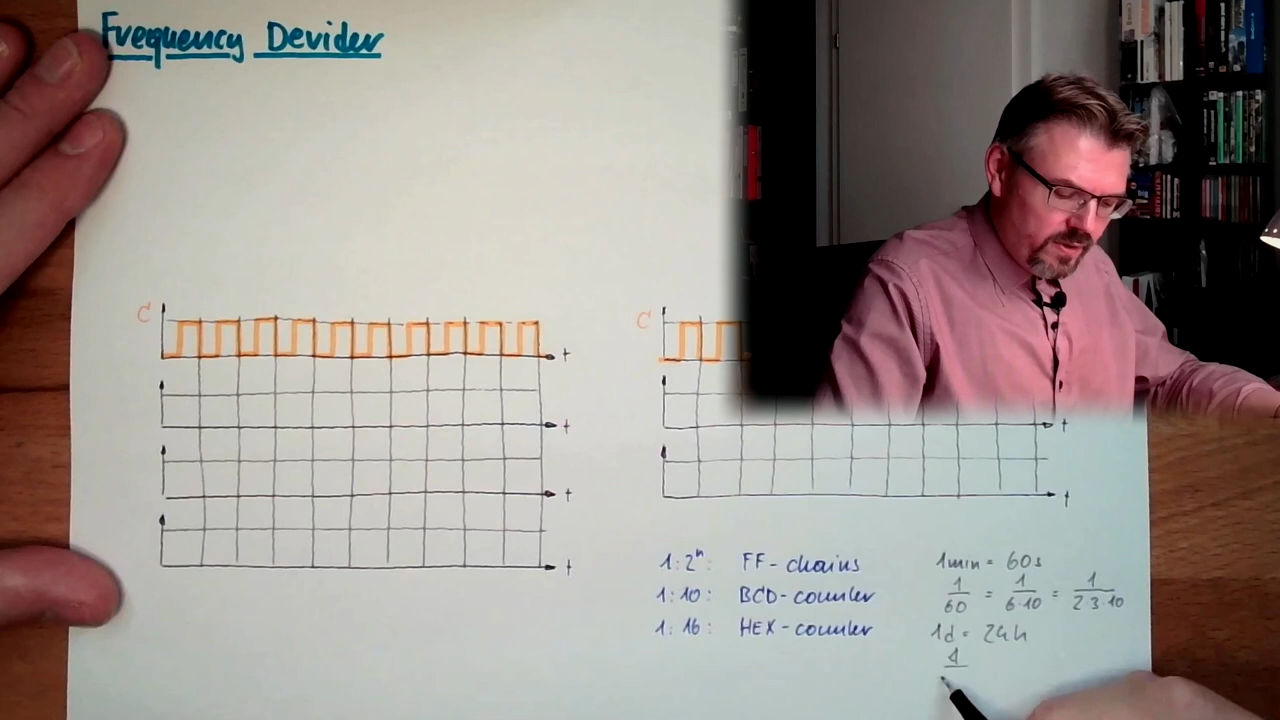 Frequency Devider
C
t
C
t
t
t
t
t
1:2ⁿ: FF-chains
1:10: BCD-counter
1:16: HEX-counter
1min = 60s
1/60 = 1/6·10 = 1/2·3·10
1d = 24h
1